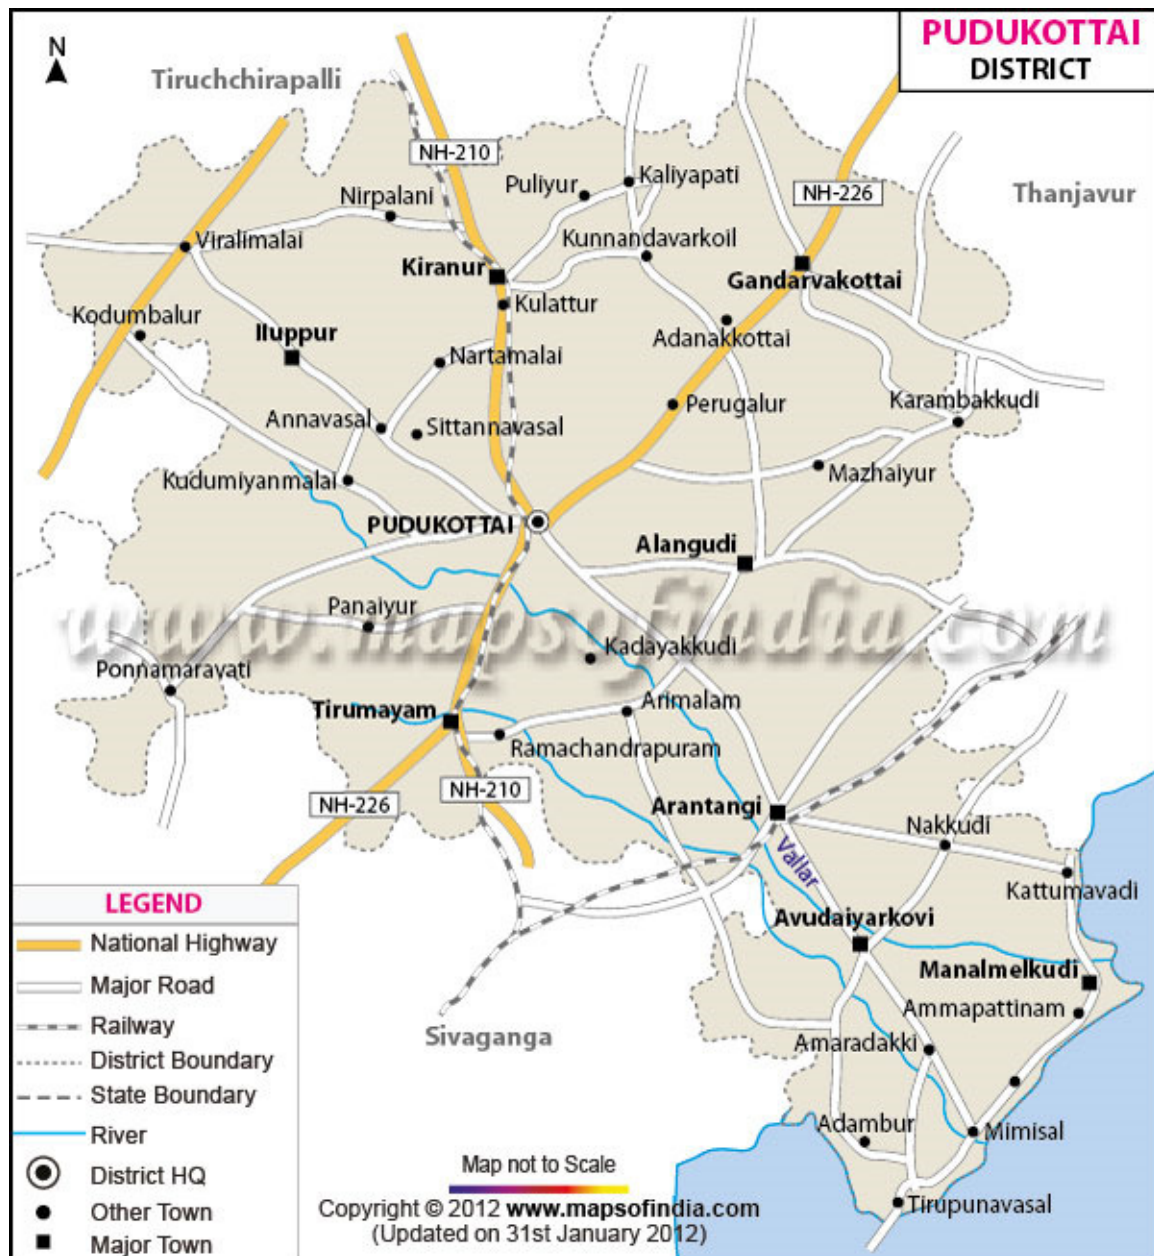 PUDUKOTTAI
DISTRICT
N
Tiruchchirapalli
NH-210
Kaliyapati
Puliyur
NH-226
Thanjavur
Nirpalani
Viralimalai
Kunnandavarkoil
Kiranur
Gandarvakottai
Kulattur
Kodumbalur
Iluppur
Adanakkottai
Nartamalai
Perugalur
Karambakkudi
Annavasal
Sittannavasal
Mazhaiyur
Kudumiyanmalai
PUDUKOTTAI
Alangudi
www.mapsofindia.com
Panaiyur
Kadayakkudi
Ponnamaravati
Tirumayam
Arimalam
Ramachandrapuram
NH-210
NH-226
Arantangi
Nakkudi
Vallar
Kattumavadi
Avudaiyarkovi
Manalmelkudi
Ammapattinam
Sivaganga
Amaradakki
Adambur
Mimisal
Tirupunavasal
LEGEND
National Highway
Major Road
Railway
District Boundary
State Boundary
River
District HQ
Other Town
Major Town
Map not to Scale
Copyright © 2012 www.mapsofindia.com
(Updated on 31st January 2012)